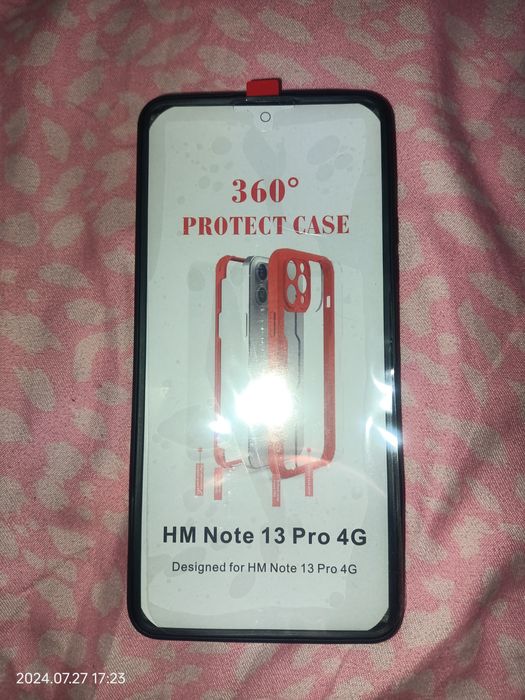 360°
PROTECT CASE
HM Note 13 Pro 4G
Designed for HM Note 13 Pro 4G
2024.07.27 17:23